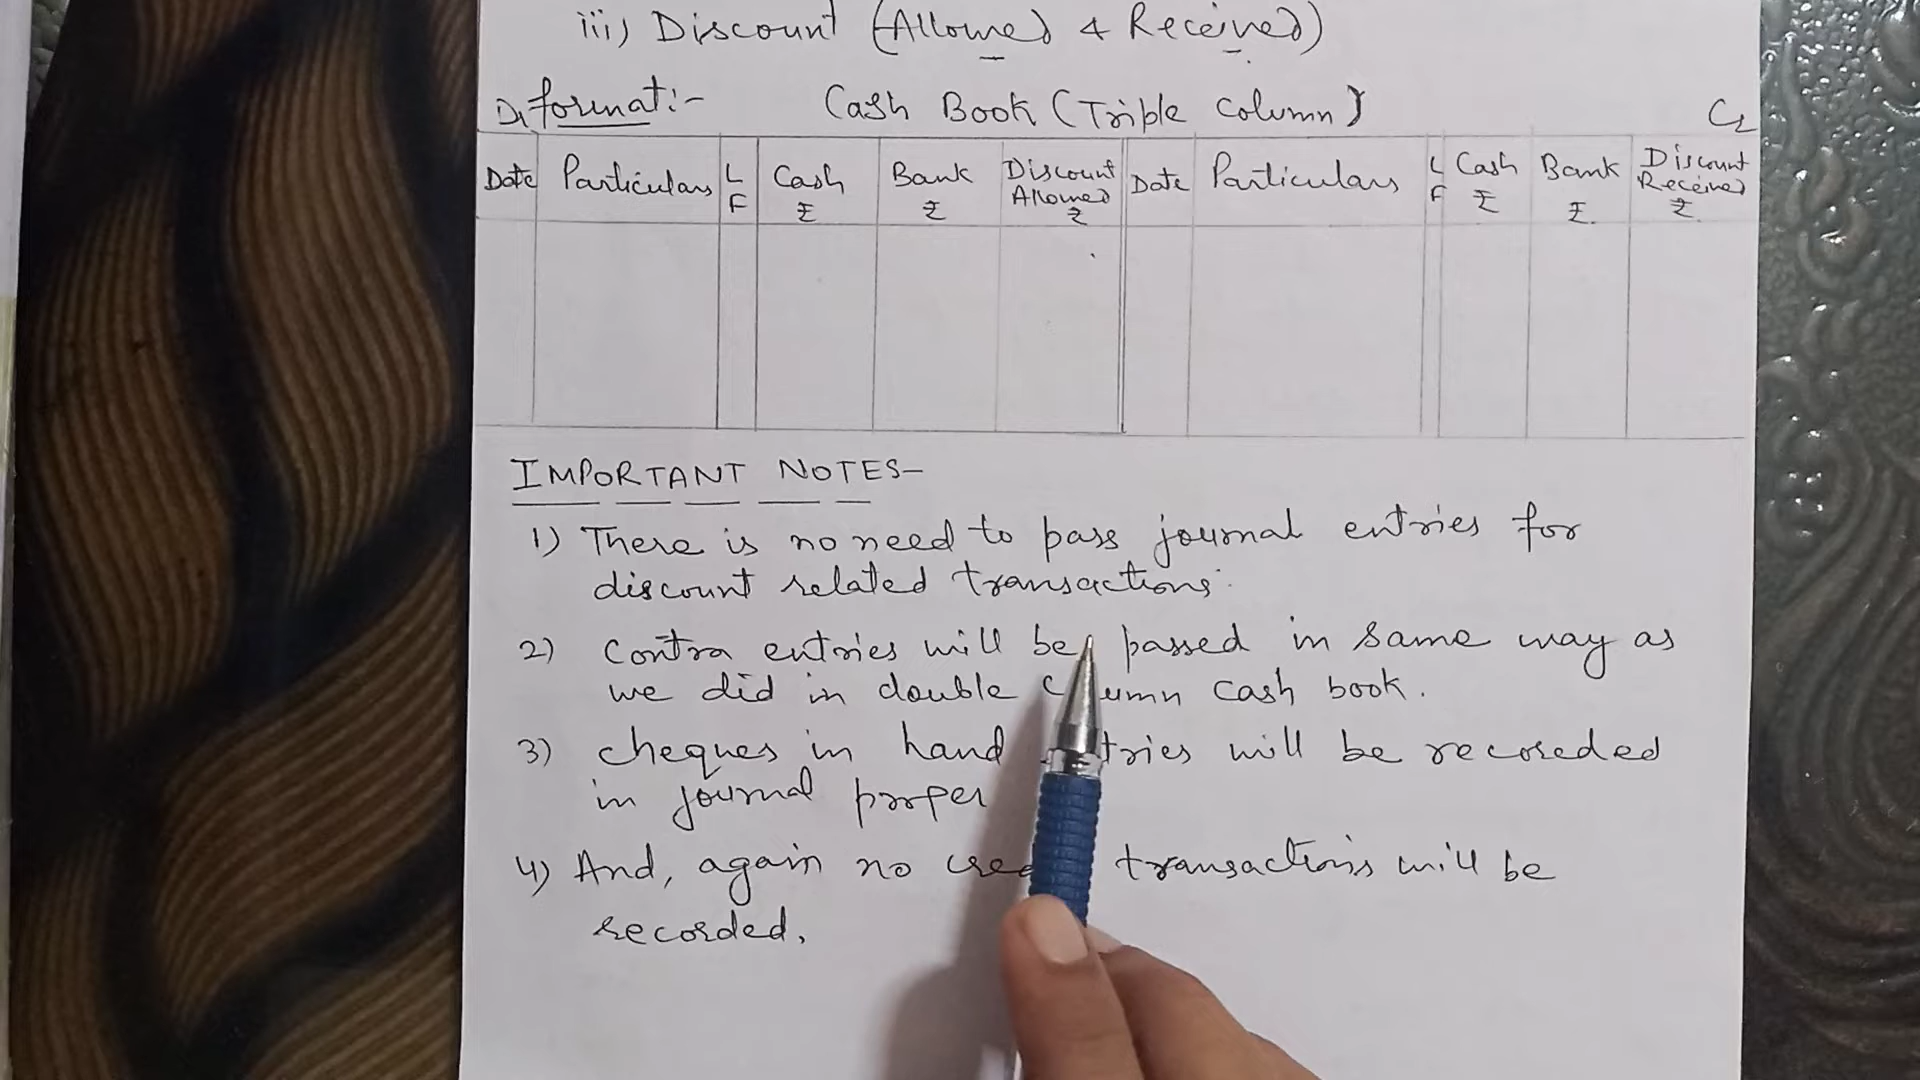 iii) Discount (Allowed & Received)
Dr format:- Cash Book (Triple Column) Cr
Date Particulars L F Cash ₹ Bank ₹ Discount Allowed ₹ Date Particulars L F Cash ₹ Bank ₹ Discount Received ₹
IMPORTANT NOTES-
1) There is no need to pass journal entries for
discount related transactions.
2) Contra entries will be passed in same way as
we did in double umn cash book.
3) cheques in hand tries will be recoreded
in journal proper
4) And, again no cre transactions will be
recorded.